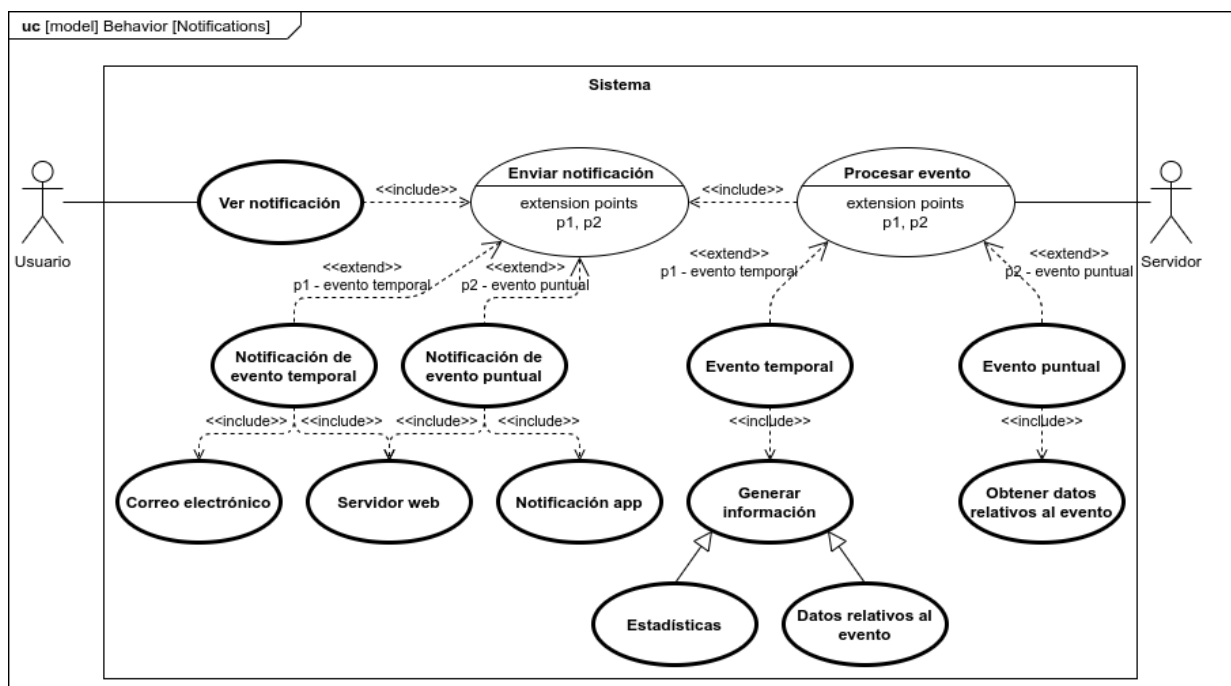 uc [model] Behavior [Notifications]
Sistema
Usuario
Servidor
Ver notificación
<<include>>
Enviar notificación
extension points
p1, p2
<<include>>
Procesar evento
extension points
p1, p2
<<extend>>
p1 - evento temporal
<<extend>>
p2 - evento puntual
<<extend>>
p1 - evento temporal
<<extend>>
p2 - evento puntual
Notificación de
evento temporal
Notificación de
evento puntual
Evento temporal
Evento puntual
<<include>>
<<include>>
<<include>>
<<include>>
<<include>>
<<include>>
Correo electrónico
Servidor web
Notificación app
Generar
información
Obtener datos
relativos al evento
Estadísticas
Datos relativos al
evento